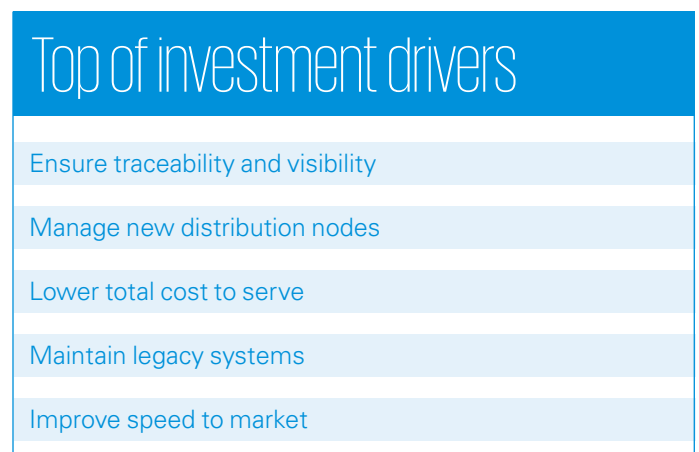 Top of investment drivers
Ensure traceability and visibility
Manage new distribution nodes
Lower total cost to serve
Maintain legacy systems
Improve speed to market